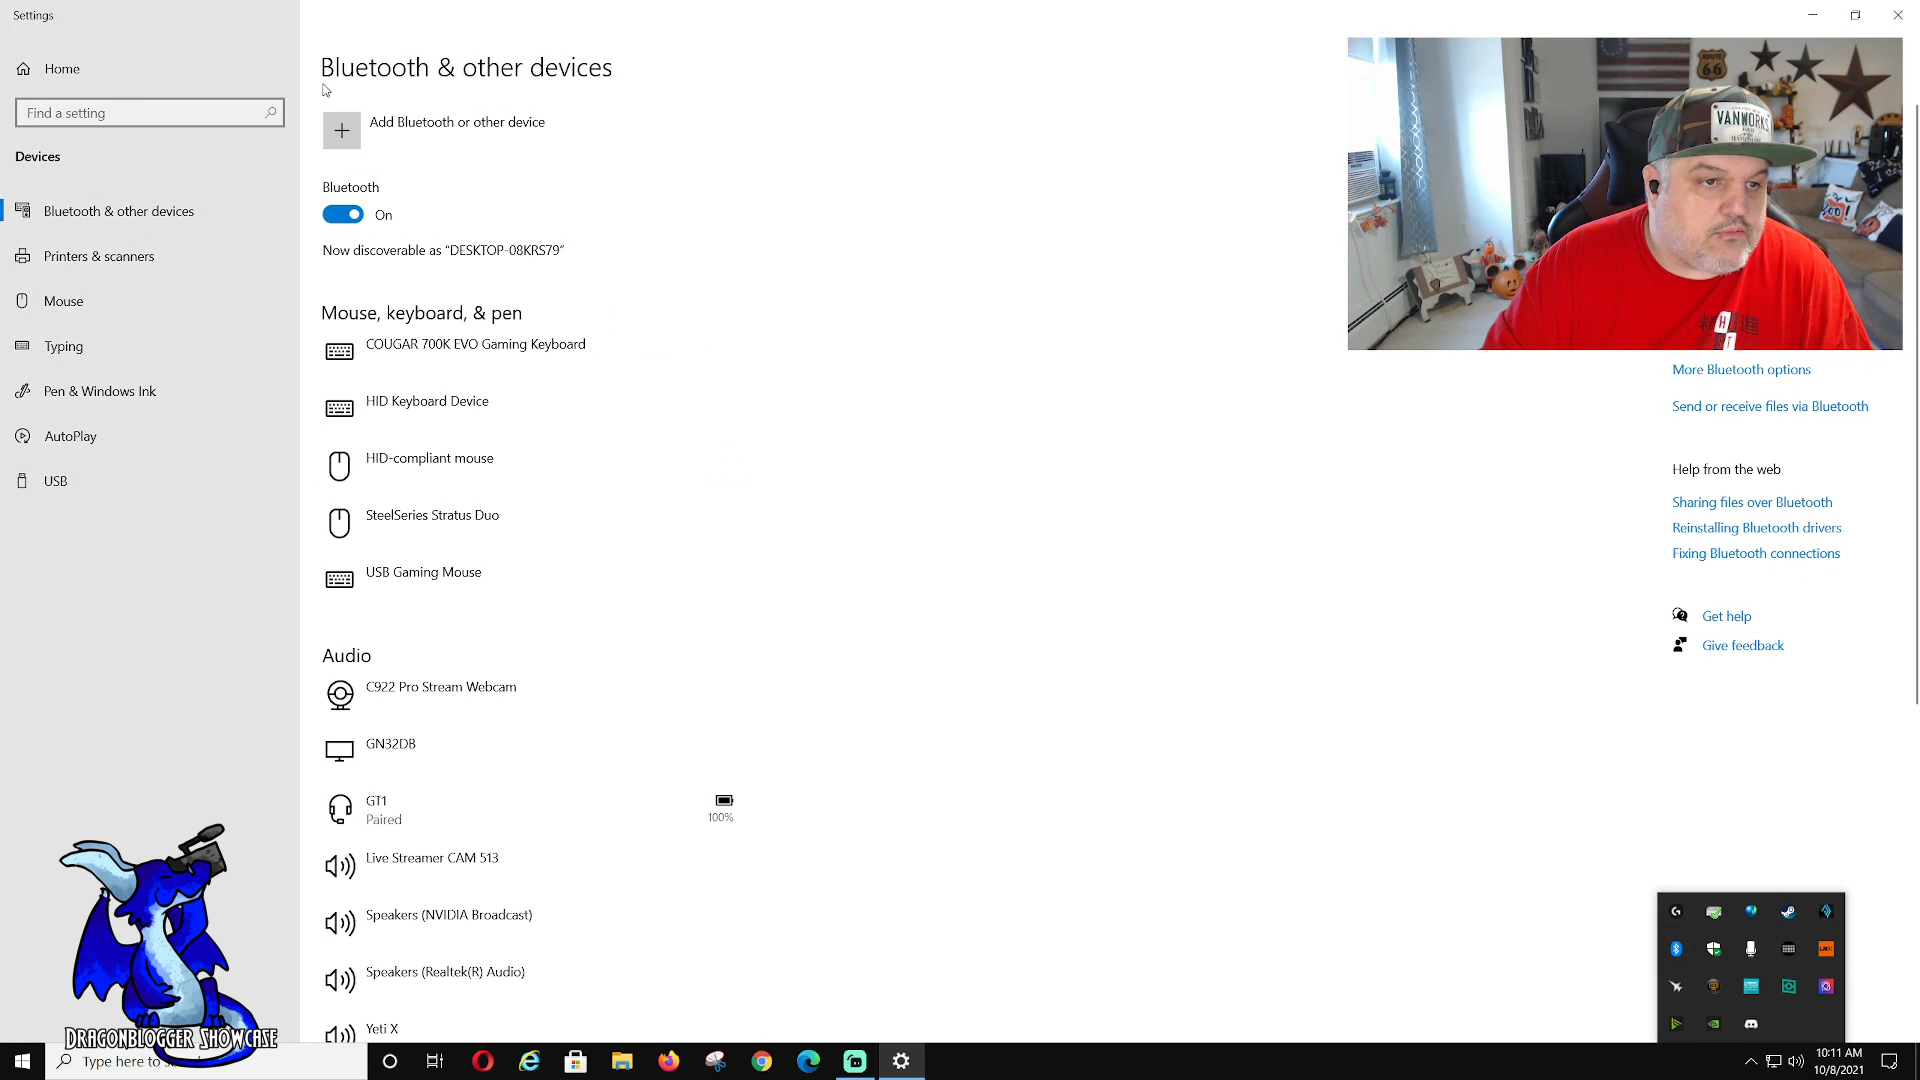 Settings
Home
Find a setting
Devices
Bluetooth & other devices
Printers & scanners
Mouse
Typing
Pen & Windows Ink
AutoPlay
USB
Bluetooth & other devices
Add Bluetooth or other device
Bluetooth
On
Now discoverable as “DESKTOP-08KRS79”
Mouse, keyboard, & pen
COUGAR 700K EVO Gaming Keyboard
HID Keyboard Device
HID-compliant mouse
SteelSeries Stratus Duo
USB Gaming Mouse
Audio
C922 Pro Stream Webcam
GN32DB
GT1
Paired
100%
Live Streamer CAM 513
Speakers (NVIDIA Broadcast)
Speakers (Realtek(R) Audio)
Yeti X
ROUTE
66
VANWORKS
BOO!
More Bluetooth options
Send or receive files via Bluetooth
Help from the web
Sharing files over Bluetooth
Reinstalling Bluetooth drivers
Fixing Bluetooth connections
Get help
Give feedback
DRAGONBLOGGER SHOWCASE
Type here to
10:11 AM
10/8/2021